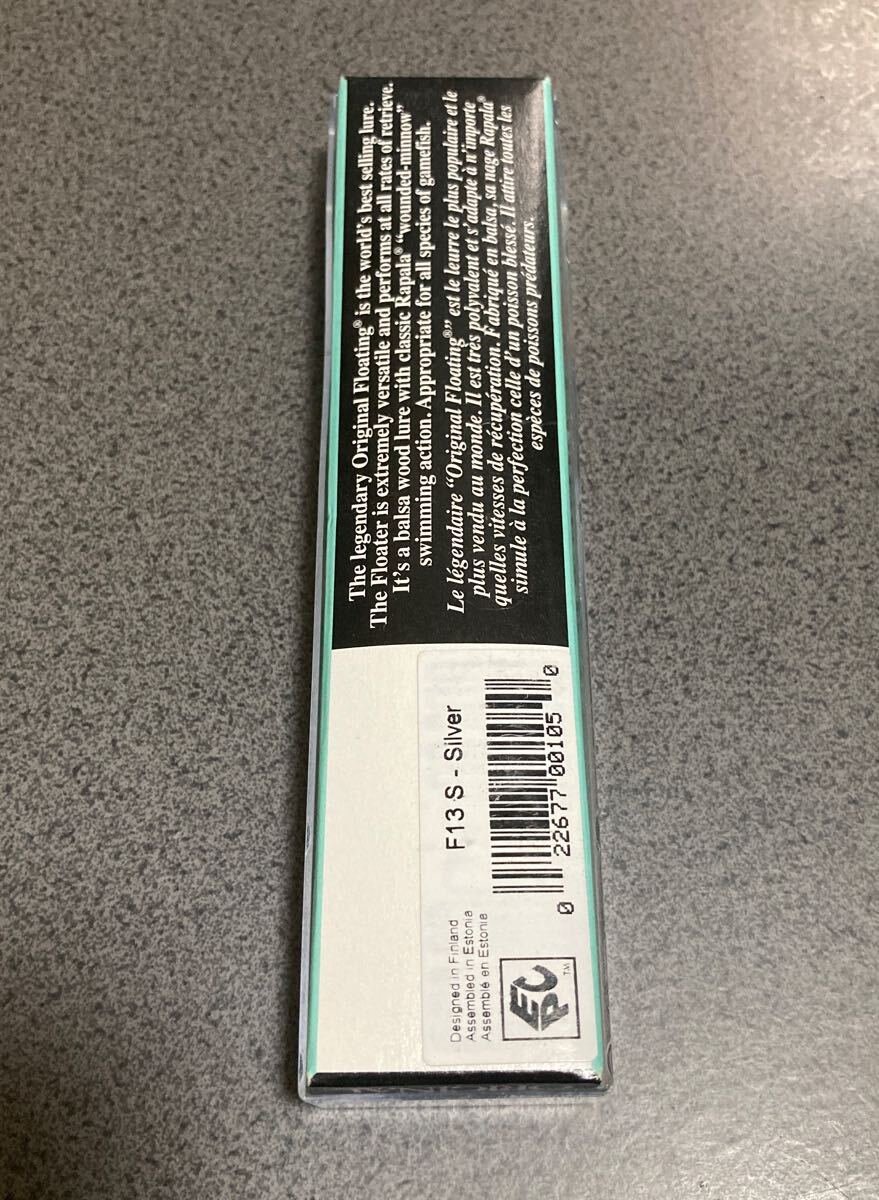 The legendary Original Floating® is the world's best selling lure.
The Floater is extremely versatile and performs at all rates of retrieve.
It's a balsa wood lure with classic Rapala® "wounded-minnow"
swimming action. Appropriate for all species of gamefish.
Le légendaire "Original Floating®" est le leurre le plus populaire et le
plus vendu au monde. Il est très polyvalent et s'adapte à n'importe
quelles vitesses de récupération. Fabriqué en balsa, sa nage Rapala®
simule à la perfection celle d'un poisson blessé. Il attire toutes les
espèces de poissons prédateurs.
F13 S - Silver
0 22677 00105 0
Designed in Finland
Assembled in Estonia
Assemblé en Estonie
EPC™